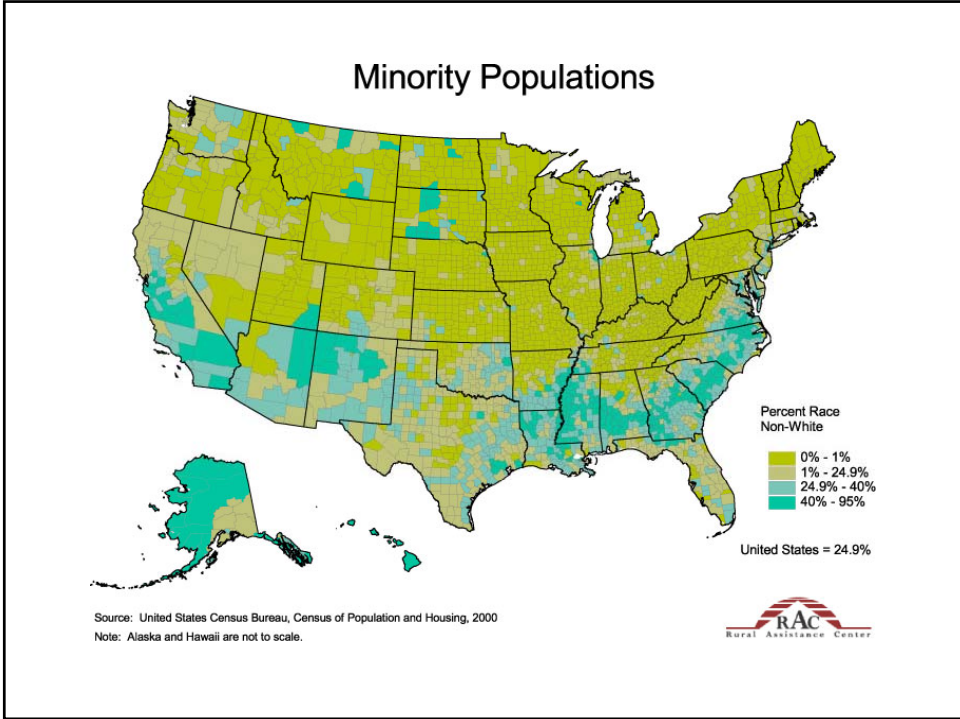 Minority Populations
Percent Race
Non-White
0% - 1%
1% - 24.9%
24.9% - 40%
40% - 95%
United States = 24.9%
Source: United States Census Bureau, Census of Population and Housing, 2000
Note: Alaska and Hawaii are not to scale.
RAC
Rural Assistance Center